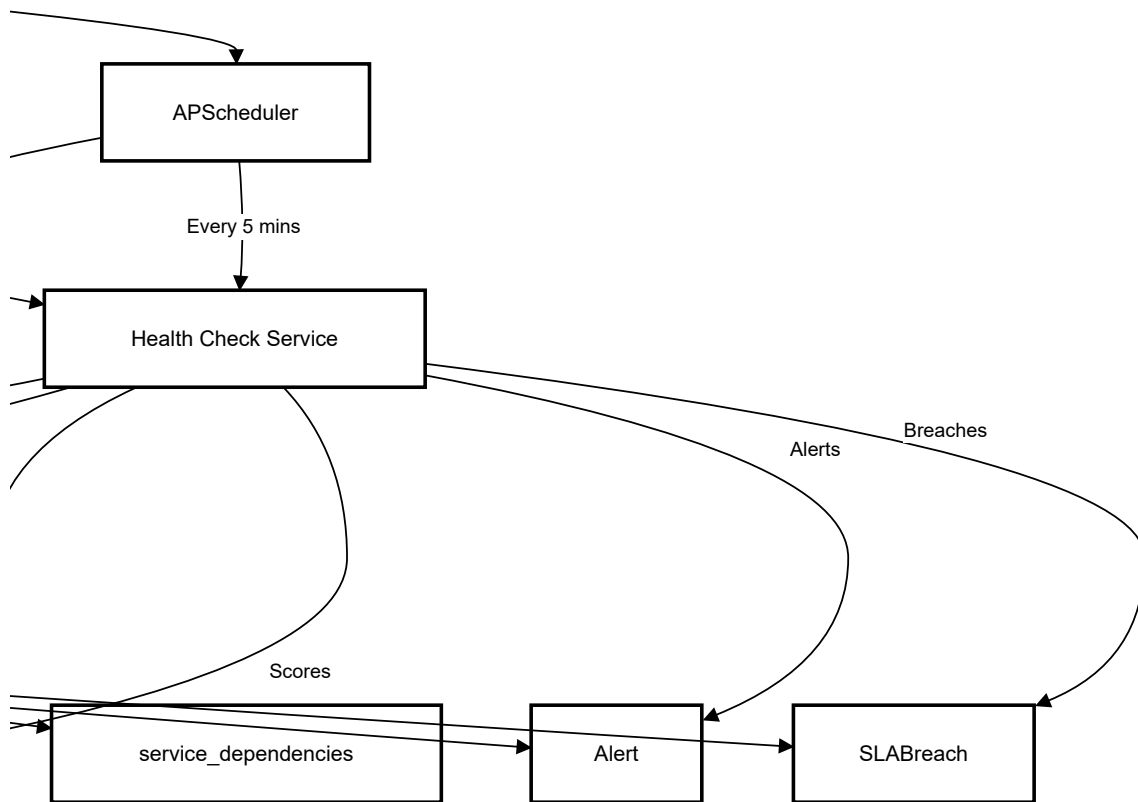 APScheduler
Every 5 mins
Health Check Service
Breaches
Alerts
Scores
service_dependencies
Alert
SLABreach